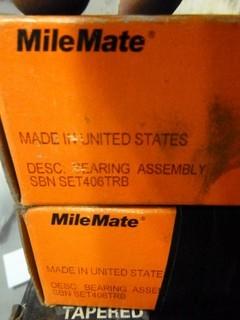 MileMate®
MADE IN UNITED STATES
DESC. BEARING ASSEMBLY
SBN SET406TRB
MileMate®
MADE IN UNITED STATE
DESC. BEARING ASSE
SBN SET406TRB
TAPERED